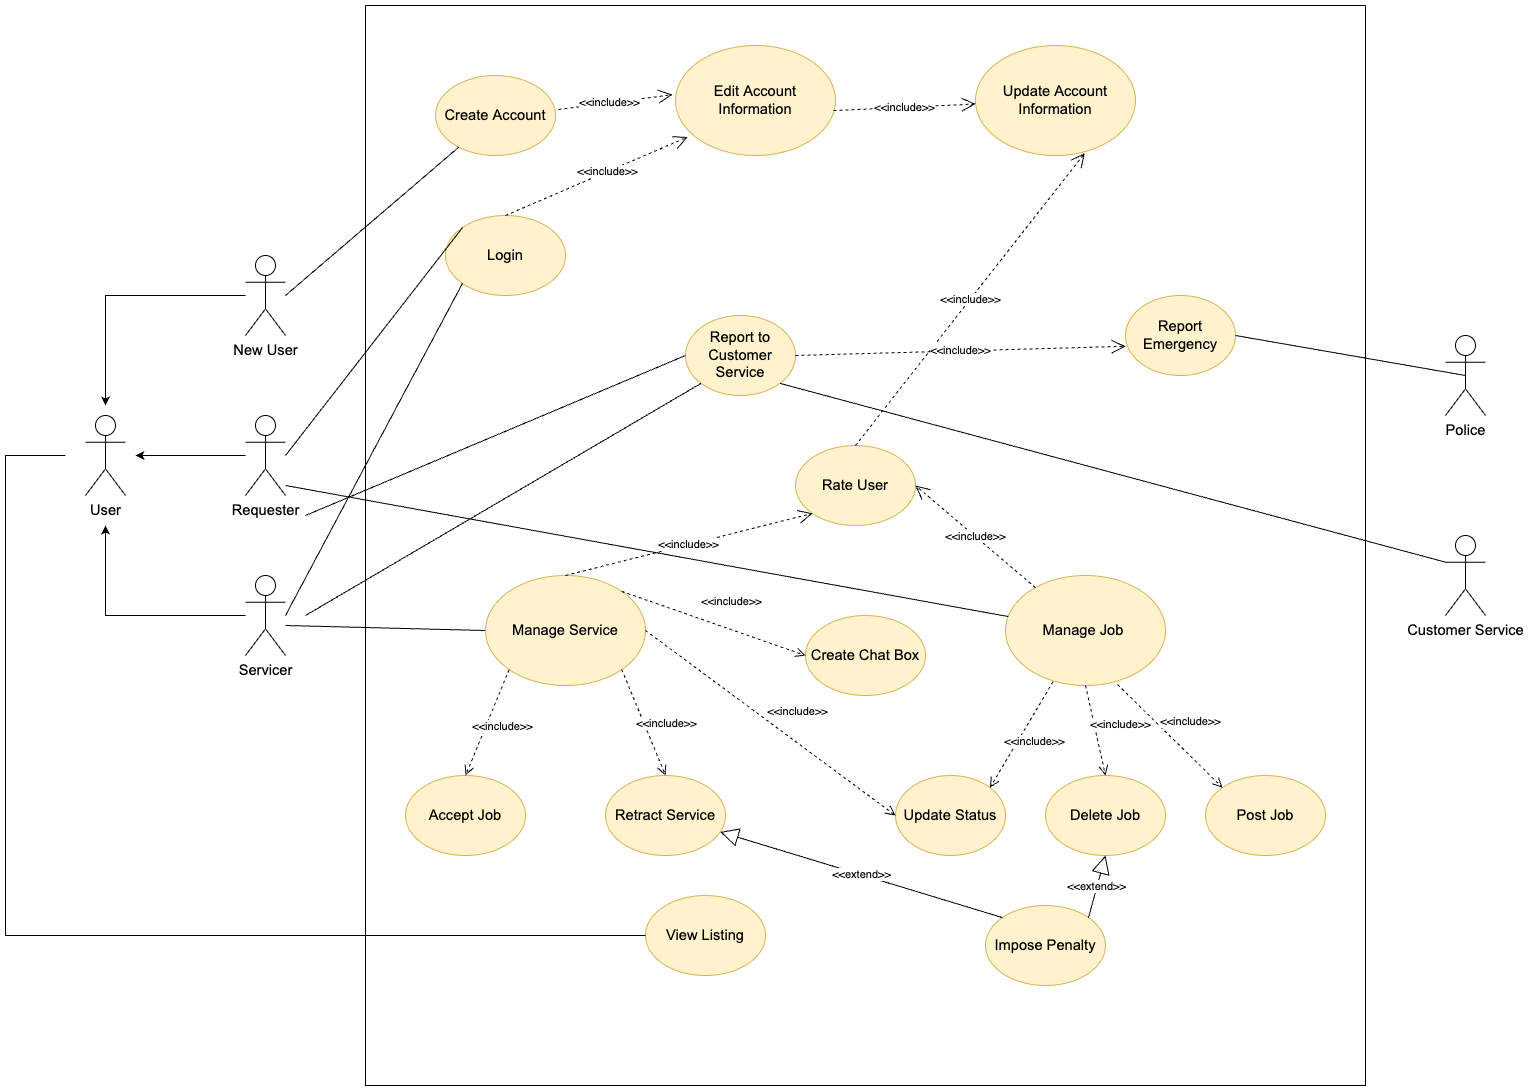 Create Account
<<include>>
Edit Account
Information
<<include>>
Update Account
Information
<<include>>
Login
New User
<<include>>
Report to
Customer
Service
<<include>>
Report
Emergency
Police
User
Requester
Rate User
<<include>>
<<include>>
Servicer
Manage Service
<<include>>
Create Chat Box
Manage Job
Customer Service
<<include>>
<<include>>
<<include>>
<<include>>
<<include>>
<<include>>
Accept Job
Retract Service
Update Status
Delete Job
Post Job
<<extend>>
<<extend>>
View Listing
Impose Penalty